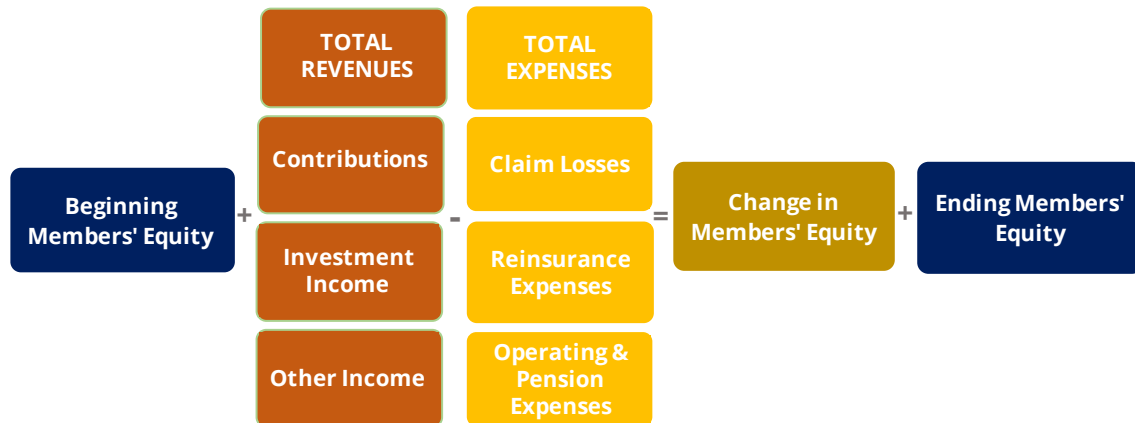 Beginning
Members' Equity
+
TOTAL
REVENUES
Contributions
Investment
Income
Other Income
-
TOTAL
EXPENSES
Claim Losses
Reinsurance
Expenses
Operating &
Pension
Expenses
=
Change in
Members' Equity
+
Ending Members'
Equity